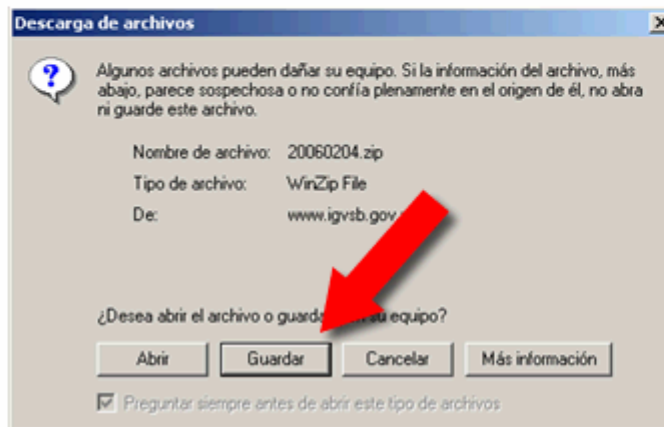 Descarga de archivos
Algunos archivos pueden dañar su equipo. Si la información del archivo, más
abajo, parece sospechosa o no confía plenamente en el origen de él, no abra
ni guarde este archivo.
Nombre de archivo: 20060204.zip
Tipo de archivo: WinZip File
De: www.igvsb.gov.
¿Desea abrir el archivo o guarda su equipo?
Abrir Guardar Cancelar Más información
Preguntar siempre antes de abrir este tipo de archivos